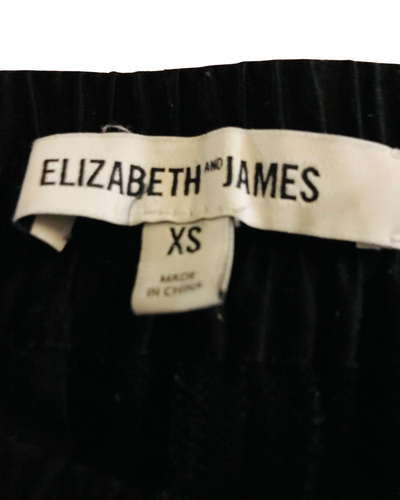 ELIZABETH AND JAMES
XS
MADE
IN CHINA